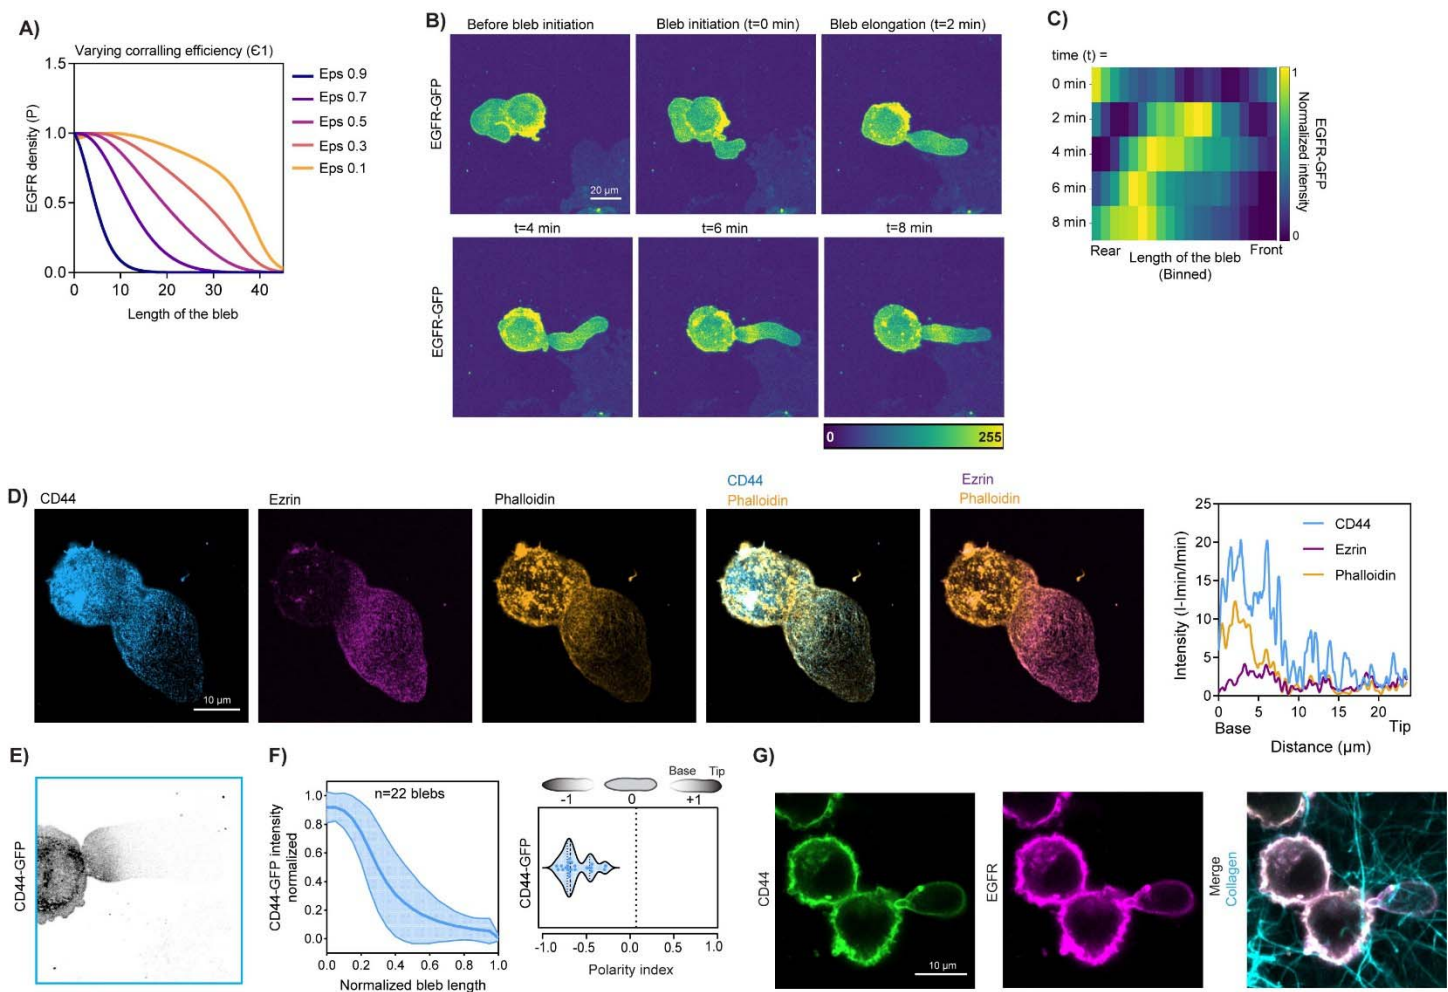 A)
Varying corralling efficiency (Є1)
1.5
1.0
0.5
0.0
EGFR density (P)
0 10 20 30 40
Length of the bleb
Eps 0.9
Eps 0.7
Eps 0.5
Eps 0.3
Eps 0.1
B)
Before bleb initiation
Bleb initiation (t=0 min)
Bleb elongation (t=2 min)
EGFR-GFP
20 µm
t=4 min
t=6 min
t=8 min
EGFR-GFP
0 255
C)
time (t) =
0 min
2 min
4 min
6 min
8 min
Rear
Front
Length of the bleb
(Binned)
1
0
EGFR-GFP
Normalized intensity
D)
CD44
Ezrin
Phalloidin
CD44
Phalloidin
Ezrin
Phalloidin
10 µm
25
20
15
10
5
0
Intensity (I-Imin/Imin)
CD44
Ezrin
Phalloidin
0 5 10 15 20
Base
Tip
Distance (µm)
E)
CD44-GFP
F)
n=22 blebs
1.0
0.8
0.6
0.4
0.2
0.0
CD44-GFP intensity
normalized
0.0 0.2 0.4 0.6 0.8 1.0
Normalized bleb length
Base Tip
-1 0 +1
CD44-GFP
-1.0 -0.5 0.0 0.5 1.0
Polarity index
G)
CD44
10 µm
EGFR
Merge
Collagen